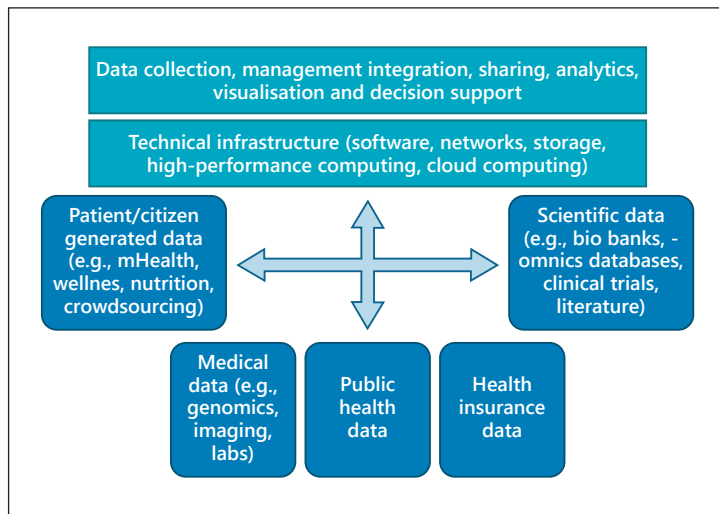 Data collection, management integration, sharing, analytics,
visualisation and decision support
Technical infrastructure (software, networks, storage,
high-performance computing, cloud computing)
Patient/citizen
generated data
(e.g., mHealth,
wellnes, nutrition,
crowdsourcing)
Scientific data
(e.g., bio banks, -
omnics databases,
clinical trials,
literature)
Medical
data (e.g.,
genomics,
imaging,
labs)
Public
health
data
Health
insurance
data